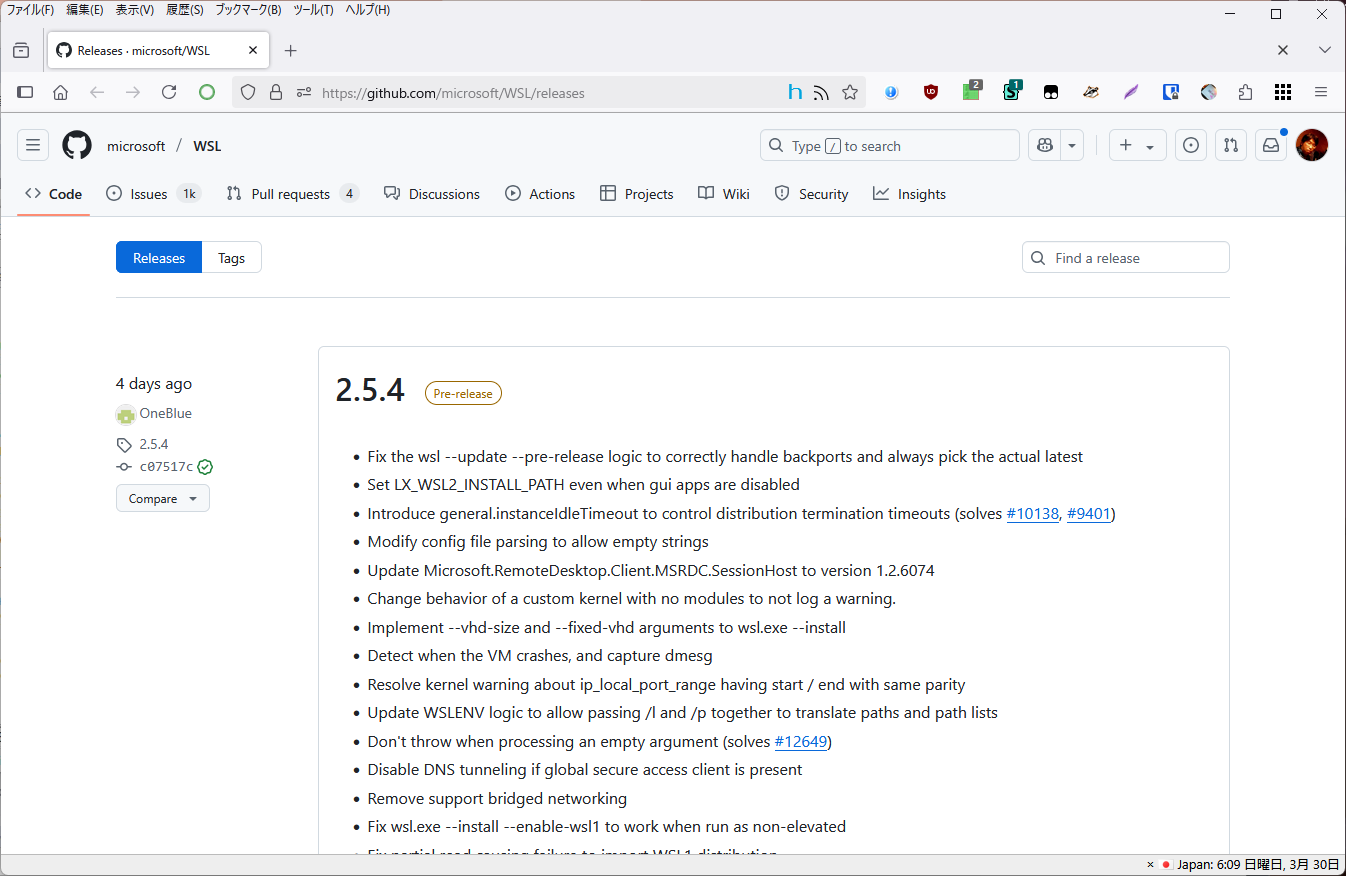 ファイル(F) 編集(E) 表示(V) 履歴(S) ブックマーク(B) ツール(T) ヘルプ(H)
Releases · microsoft/WSL
https://github.com/microsoft/WSL/releases
2
1
microsoft / WSL
Type / to search
Code Issues 1k Pull requests 4 Discussions Actions Projects Wiki Security Insights
Releases Tags
Find a release
4 days ago
OneBlue
2.5.4
c07517c
Compare
2.5.4 Pre-release
• Fix the wsl --update --pre-release logic to correctly handle backports and always pick the actual latest
• Set LX_WSL2_INSTALL_PATH even when gui apps are disabled
• Introduce general.instanceIdleTimeout to control distribution termination timeouts (solves #10138, #9401)
• Modify config file parsing to allow empty strings
• Update Microsoft.RemoteDesktop.Client.MSRDC.SessionHost to version 1.2.6074
• Change behavior of a custom kernel with no modules to not log a warning.
• Implement --vhd-size and --fixed-vhd arguments to wsl.exe --install
• Detect when the VM crashes, and capture dmesg
• Resolve kernel warning about ip_local_port_range having start / end with same parity
• Update WSLENV logic to allow passing /l and /p together to translate paths and path lists
• Don't throw when processing an empty argument (solves #12649)
• Disable DNS tunneling if global secure access client is present
• Remove support bridged networking
• Fix wsl.exe --install --enable-wsl1 to work when run as non-elevated
• Fix partial read causing failure to import WSL1 distribution
Japan: 6:09 日曜日, 3月 30日